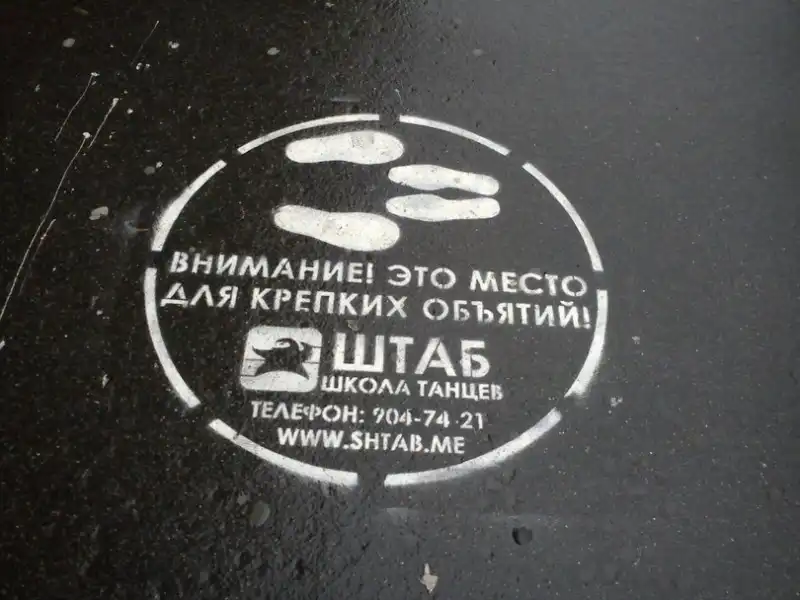 ВНИМАНИЕ! ЭТО МЕСТО
ДЛЯ КРЕПКИХ ОБЪЯТИЙ!
ШТАБ
ШКОЛА ТАНЦЕВ
ТЕЛЕФОН: 904-74-21
WWW.SHTAB.ME